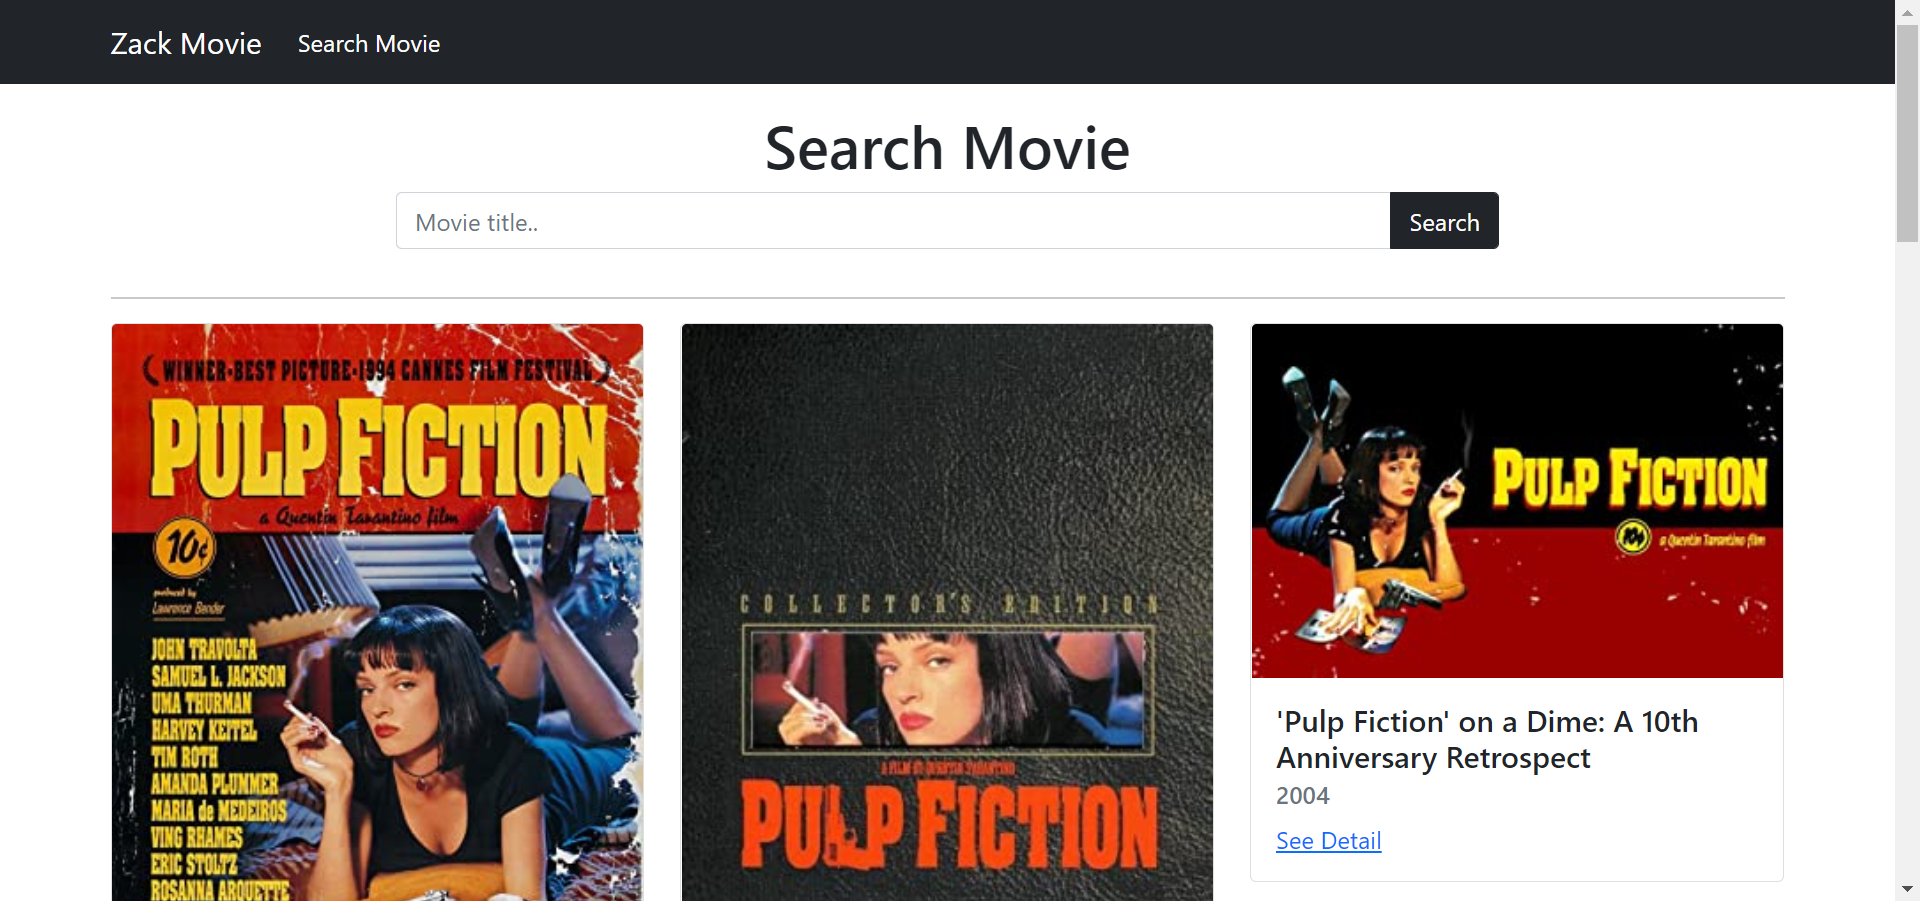 Zack Movie Search Movie
Search Movie
Movie title..
Search
WINNER-BEST PICTURE-1994 CANNES FILM FESTIVAL
PULP FICTION
a Quentin Tarantino film
10¢
produced by
Lawrence Bender
JOHN TRAVOLTA
SAMUEL L. JACKSON
UMA THURMAN
HARVEY KEITEL
TIM ROTH
AMANDA PLUMMER
MARIA de MEDEIROS
VING RHAMES
ERIC STOLTZ
ROSANNA ARQUETTE
COLLECTOR'S EDITION
A FILM BY QUENTIN TARANTINO
PULP FICTION
PULP FICTION
10¢
a Quentin Tarantino film
'Pulp Fiction' on a Dime: A 10th
Anniversary Retrospect
2004
See Detail